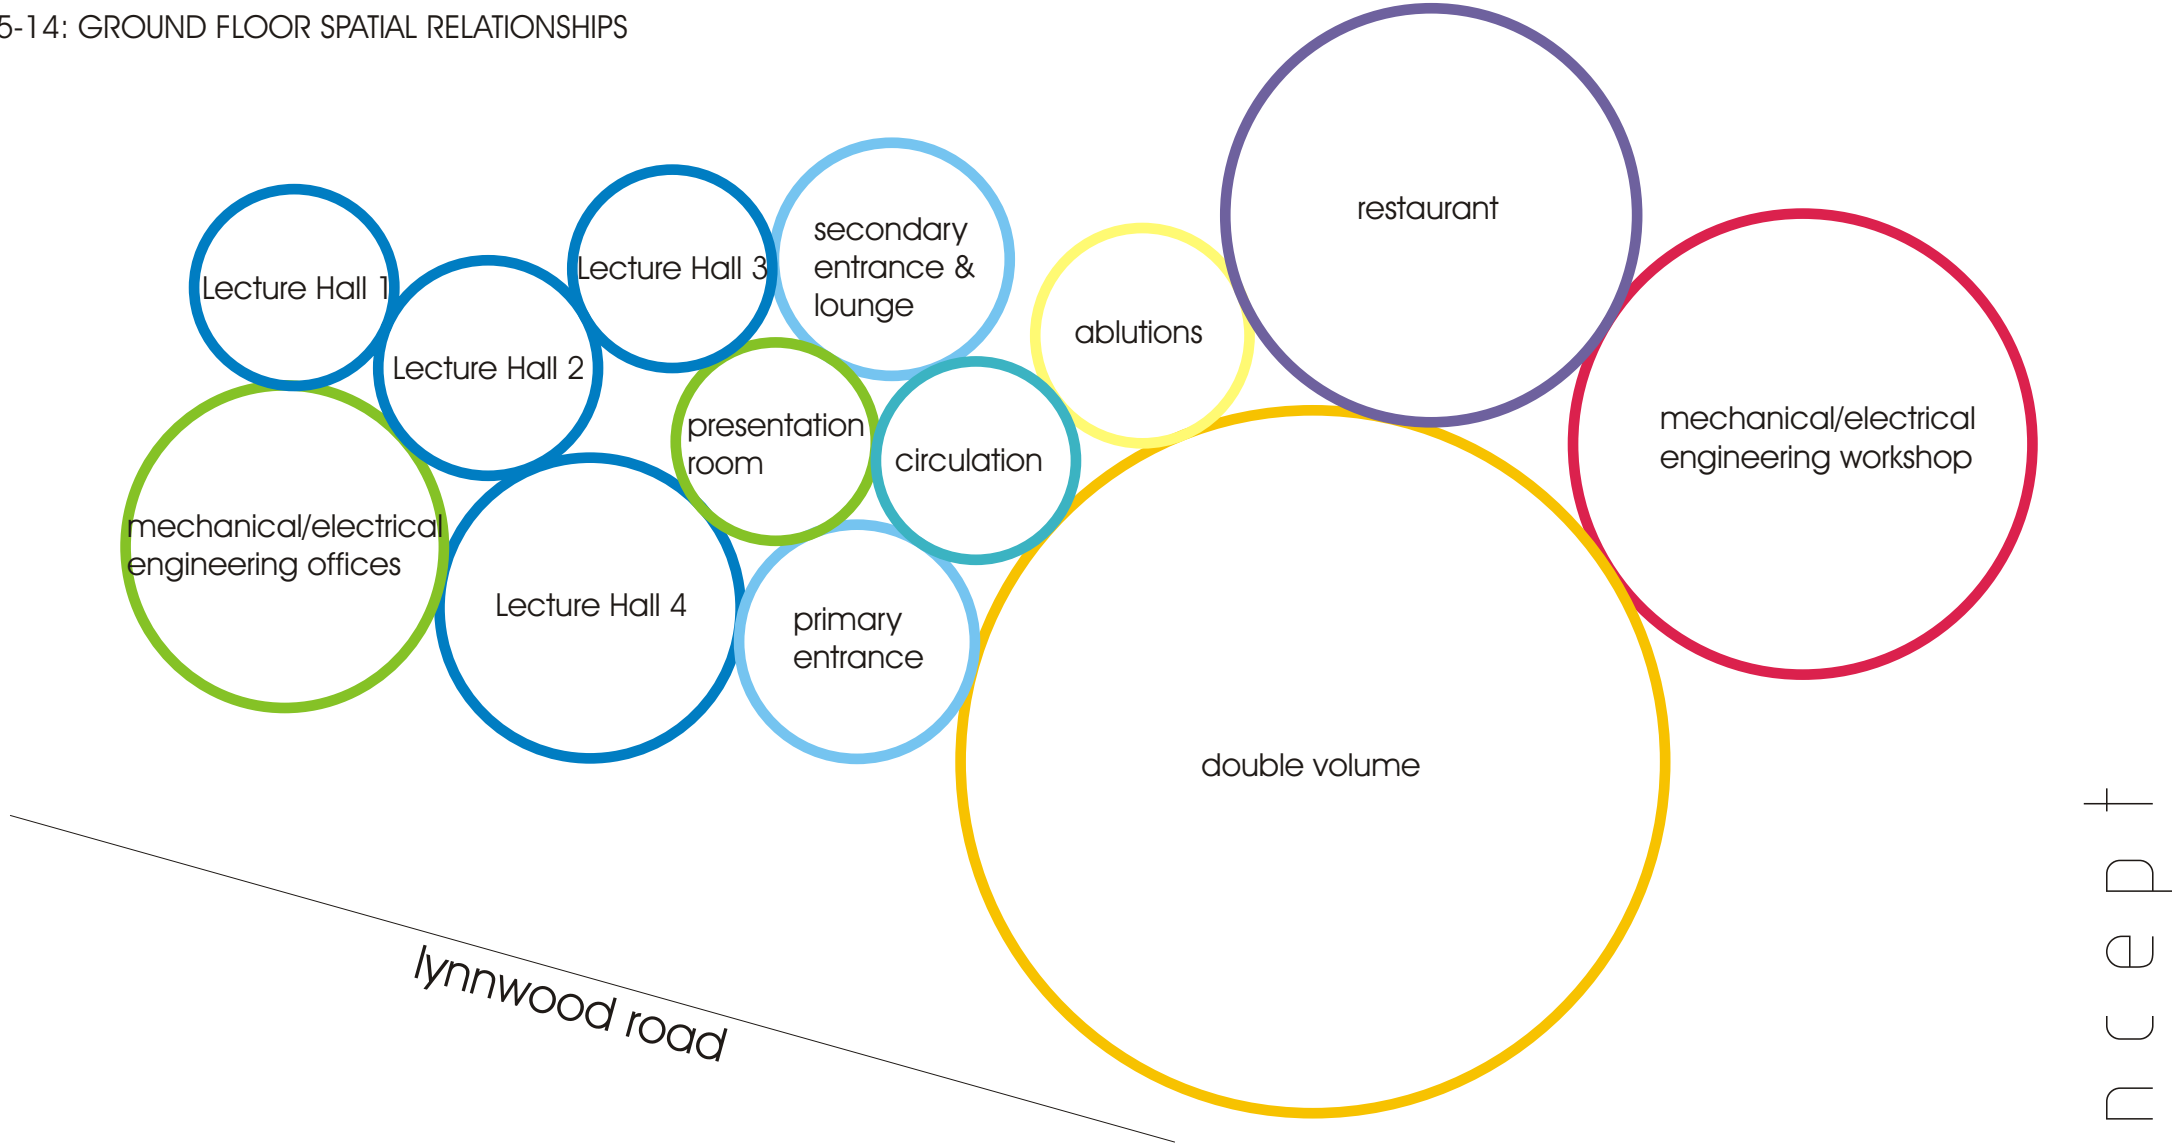 5-14: GROUND FLOOR SPATIAL RELATIONSHIPS
Lecture Hall 1
Lecture Hall 2
Lecture Hall 3
secondary
entrance &
lounge
ablutions
restaurant
mechanical/electrical
engineering workshop
presentation
room
circulation
mechanical/electrical
engineering offices
Lecture Hall 4
primary
entrance
double volume
lynnwood road
ncept